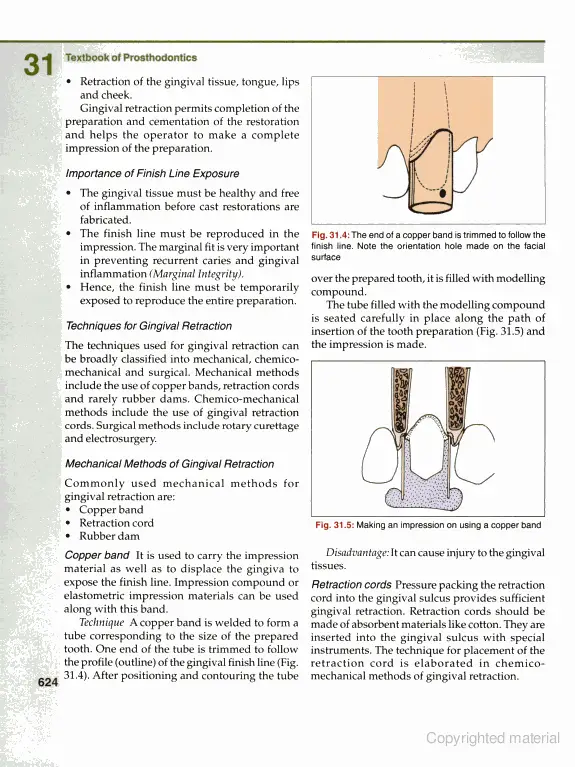 31
Textbook of Prosthodontics
• Retraction of the gingival tissue, tongue, lips
and cheek.
Gingival retraction permits completion of the
preparation and cementation of the restoration
and helps the operator to make a complete
impression of the preparation.
Importance of Finish Line Exposure
• The gingival tissue must be healthy and free
of inflammation before cast restorations are
fabricated.
• The finish line must be reproduced in the
impression. The marginal fit is very important
in preventing recurrent caries and gingival
inflammation (Marginal Integrity).
• Hence, the finish line must be temporarily
exposed to reproduce the entire preparation.
Techniques for Gingival Retraction
The techniques used for gingival retraction can
be broadly classified into mechanical, chemico-
mechanical and surgical. Mechanical methods
include the use of copper bands, retraction cords
and rarely rubber dams. Chemico-mechanical
methods include the use of gingival retraction
cords. Surgical methods include rotary curettage
and electrosurgery.
Mechanical Methods of Gingival Retraction
Commonly used mechanical methods for
gingival retraction are:
• Copper band
• Retraction cord
• Rubber dam
Copper band It is used to carry the impression
material as well as to displace the gingiva to
expose the finish line. Impression compound or
elastometric impression materials can be used
along with this band.
Technique A copper band is welded to form a
tube corresponding to the size of the prepared
tooth. One end of the tube is trimmed to follow
the profile (outline) of the gingival finish line (Fig.
31.4). After positioning and contouring the tube
624
Fig. 31.4: The end of a copper band is trimmed to follow the
finish line. Note the orientation hole made on the facial
surface
over the prepared tooth, it is filled with modelling
compound.
The tube filled with the modelling compound
is seated carefully in place along the path of
insertion of the tooth preparation (Fig. 31.5) and
the impression is made.
Fig. 31.5: Making an impression on using a copper band
Disadvantage: It can cause injury to the gingival
tissues.
Retraction cords Pressure packing the retraction
cord into the gingival sulcus provides sufficient
gingival retraction. Retraction cords should be
made of absorbent materials like cotton. They are
inserted into the gingival sulcus with special
instruments. The technique for placement of the
retraction cord is elaborated in chemico-
mechanical methods of gingival retraction.
Copyrighted material